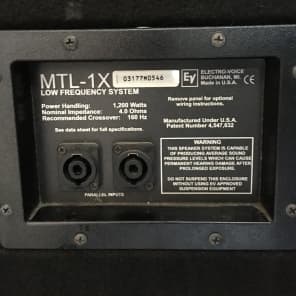 MTL-1X
LOW FREQUENCY SYSTEM
03177M0546
EV
ELECTRO-VOICE
BUCHANAN, MI.
Made in U.S.A.
Power Handling: 1,200 Watts
Nominal Impedance: 4.0 Ohms
Recommended Crossover: 160 Hz
See data sheet for full specifications.
Remove panel for optional
wiring instructions.
Manufactured Under U.S.A.
Patent Number 4,547,632
PARALLEL INPUTS
WARNING
THIS SPEAKER SYSTEM IS CAPABLE
OF PRODUCING AVERAGE SOUND
PRESSURE LEVELS WHICH CAN CAUSE
PERMANENT HEARING DAMAGE AFTER
PROLONGED EXPOSURE.
DO NOT SUSPEND THIS ENCLOSURE
WITHOUT USING EV APPROVED
SUSPENSION EQUIPMENT